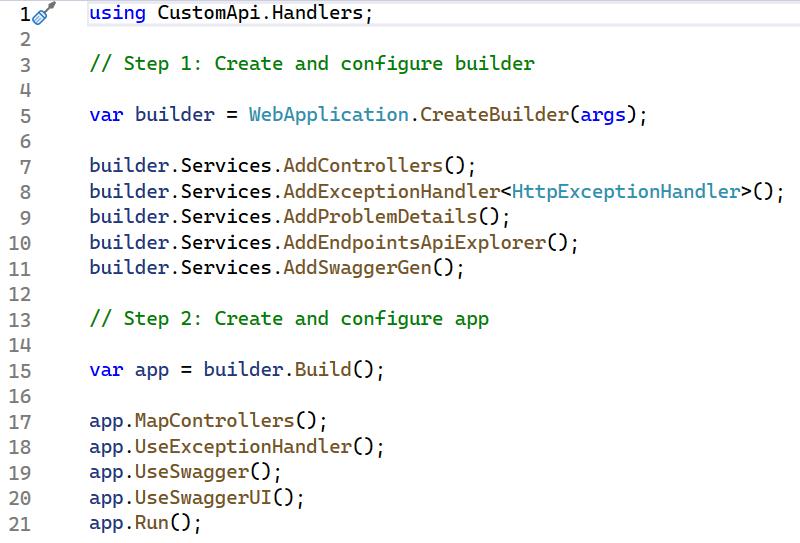 1 using CustomApi.Handlers;
2
3 // Step 1: Create and configure builder
4
5 var builder = WebApplication.CreateBuilder(args);
6
7 builder.Services.AddControllers();
8 builder.Services.AddExceptionHandler<HttpExceptionHandler>();
9 builder.Services.AddProblemDetails();
10 builder.Services.AddEndpointsApiExplorer();
11 builder.Services.AddSwaggerGen();
12
13 // Step 2: Create and configure app
14
15 var app = builder.Build();
16
17 app.MapControllers();
18 app.UseExceptionHandler();
19 app.UseSwagger();
20 app.UseSwaggerUI();
21 app.Run();